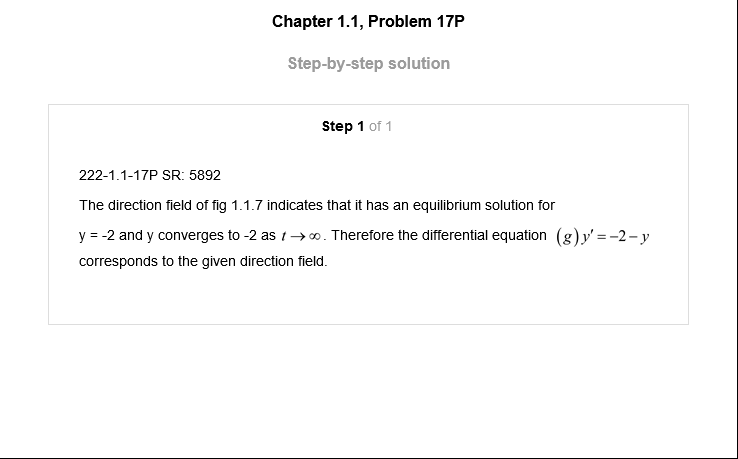 Chapter 1.1, Problem 17P
Step-by-step solution
Step 1 of 1
222-1.1-17P SR: 5892
The direction field of fig 1.1.7 indicates that it has an equilibrium solution for
y = -2 and y converges to -2 as t → ∞. Therefore the differential equation (g) y′ = −2 − y
corresponds to the given direction field.